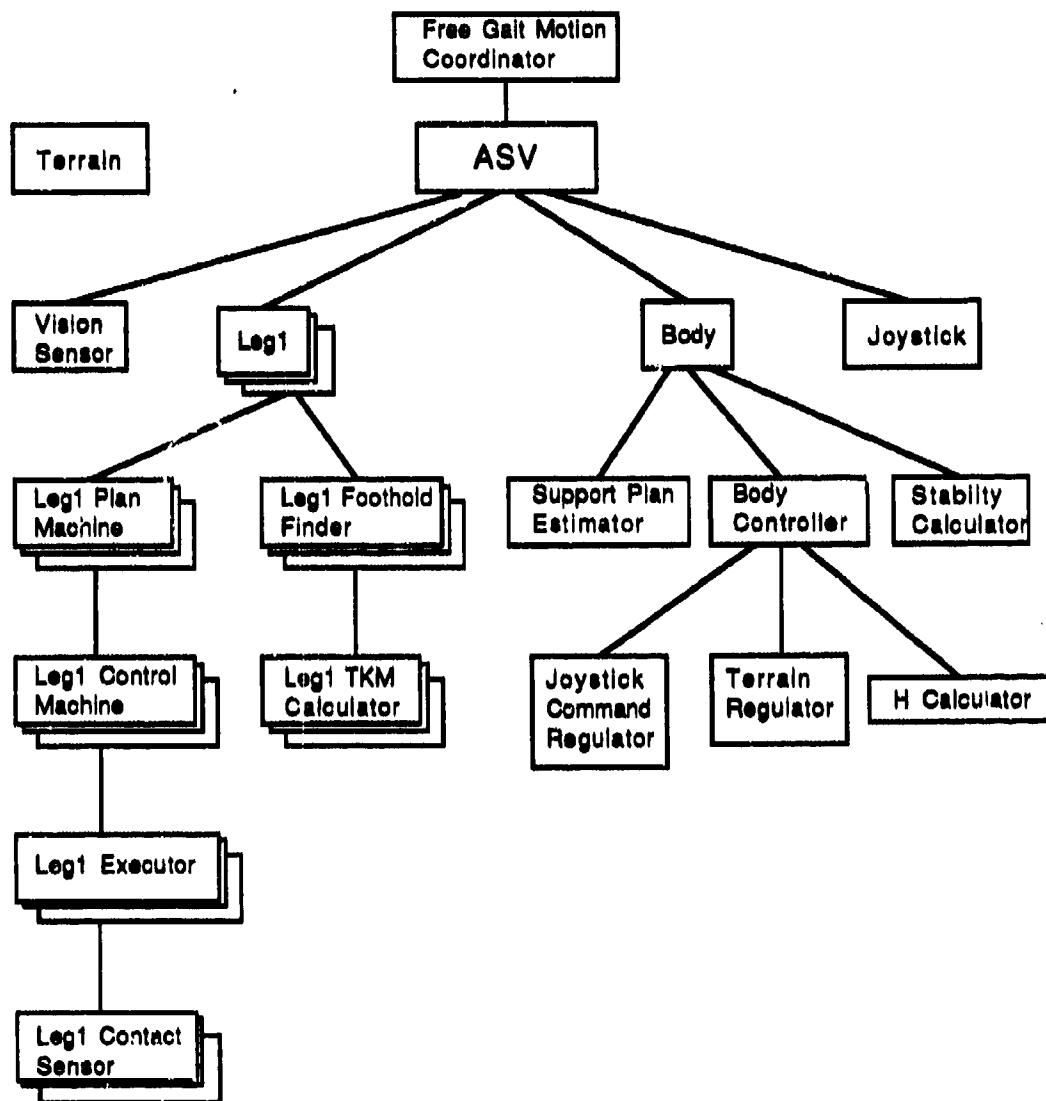 Free Gait Motion
Coordinator
Terrain
ASV
Vision
Sensor
Leg1
Body
Joystick
Leg1 Plan
Machine
Leg1 Foothold
Finder
Support Plan
Estimator
Body
Controller
Stabilty
Calculator
Leg1 Control
Machine
Leg1 TKM
Calculator
Joystick
Command
Regulator
Terrain
Regulator
H Calculator
Leg1 Executor
Leg1 Contact
Sensor